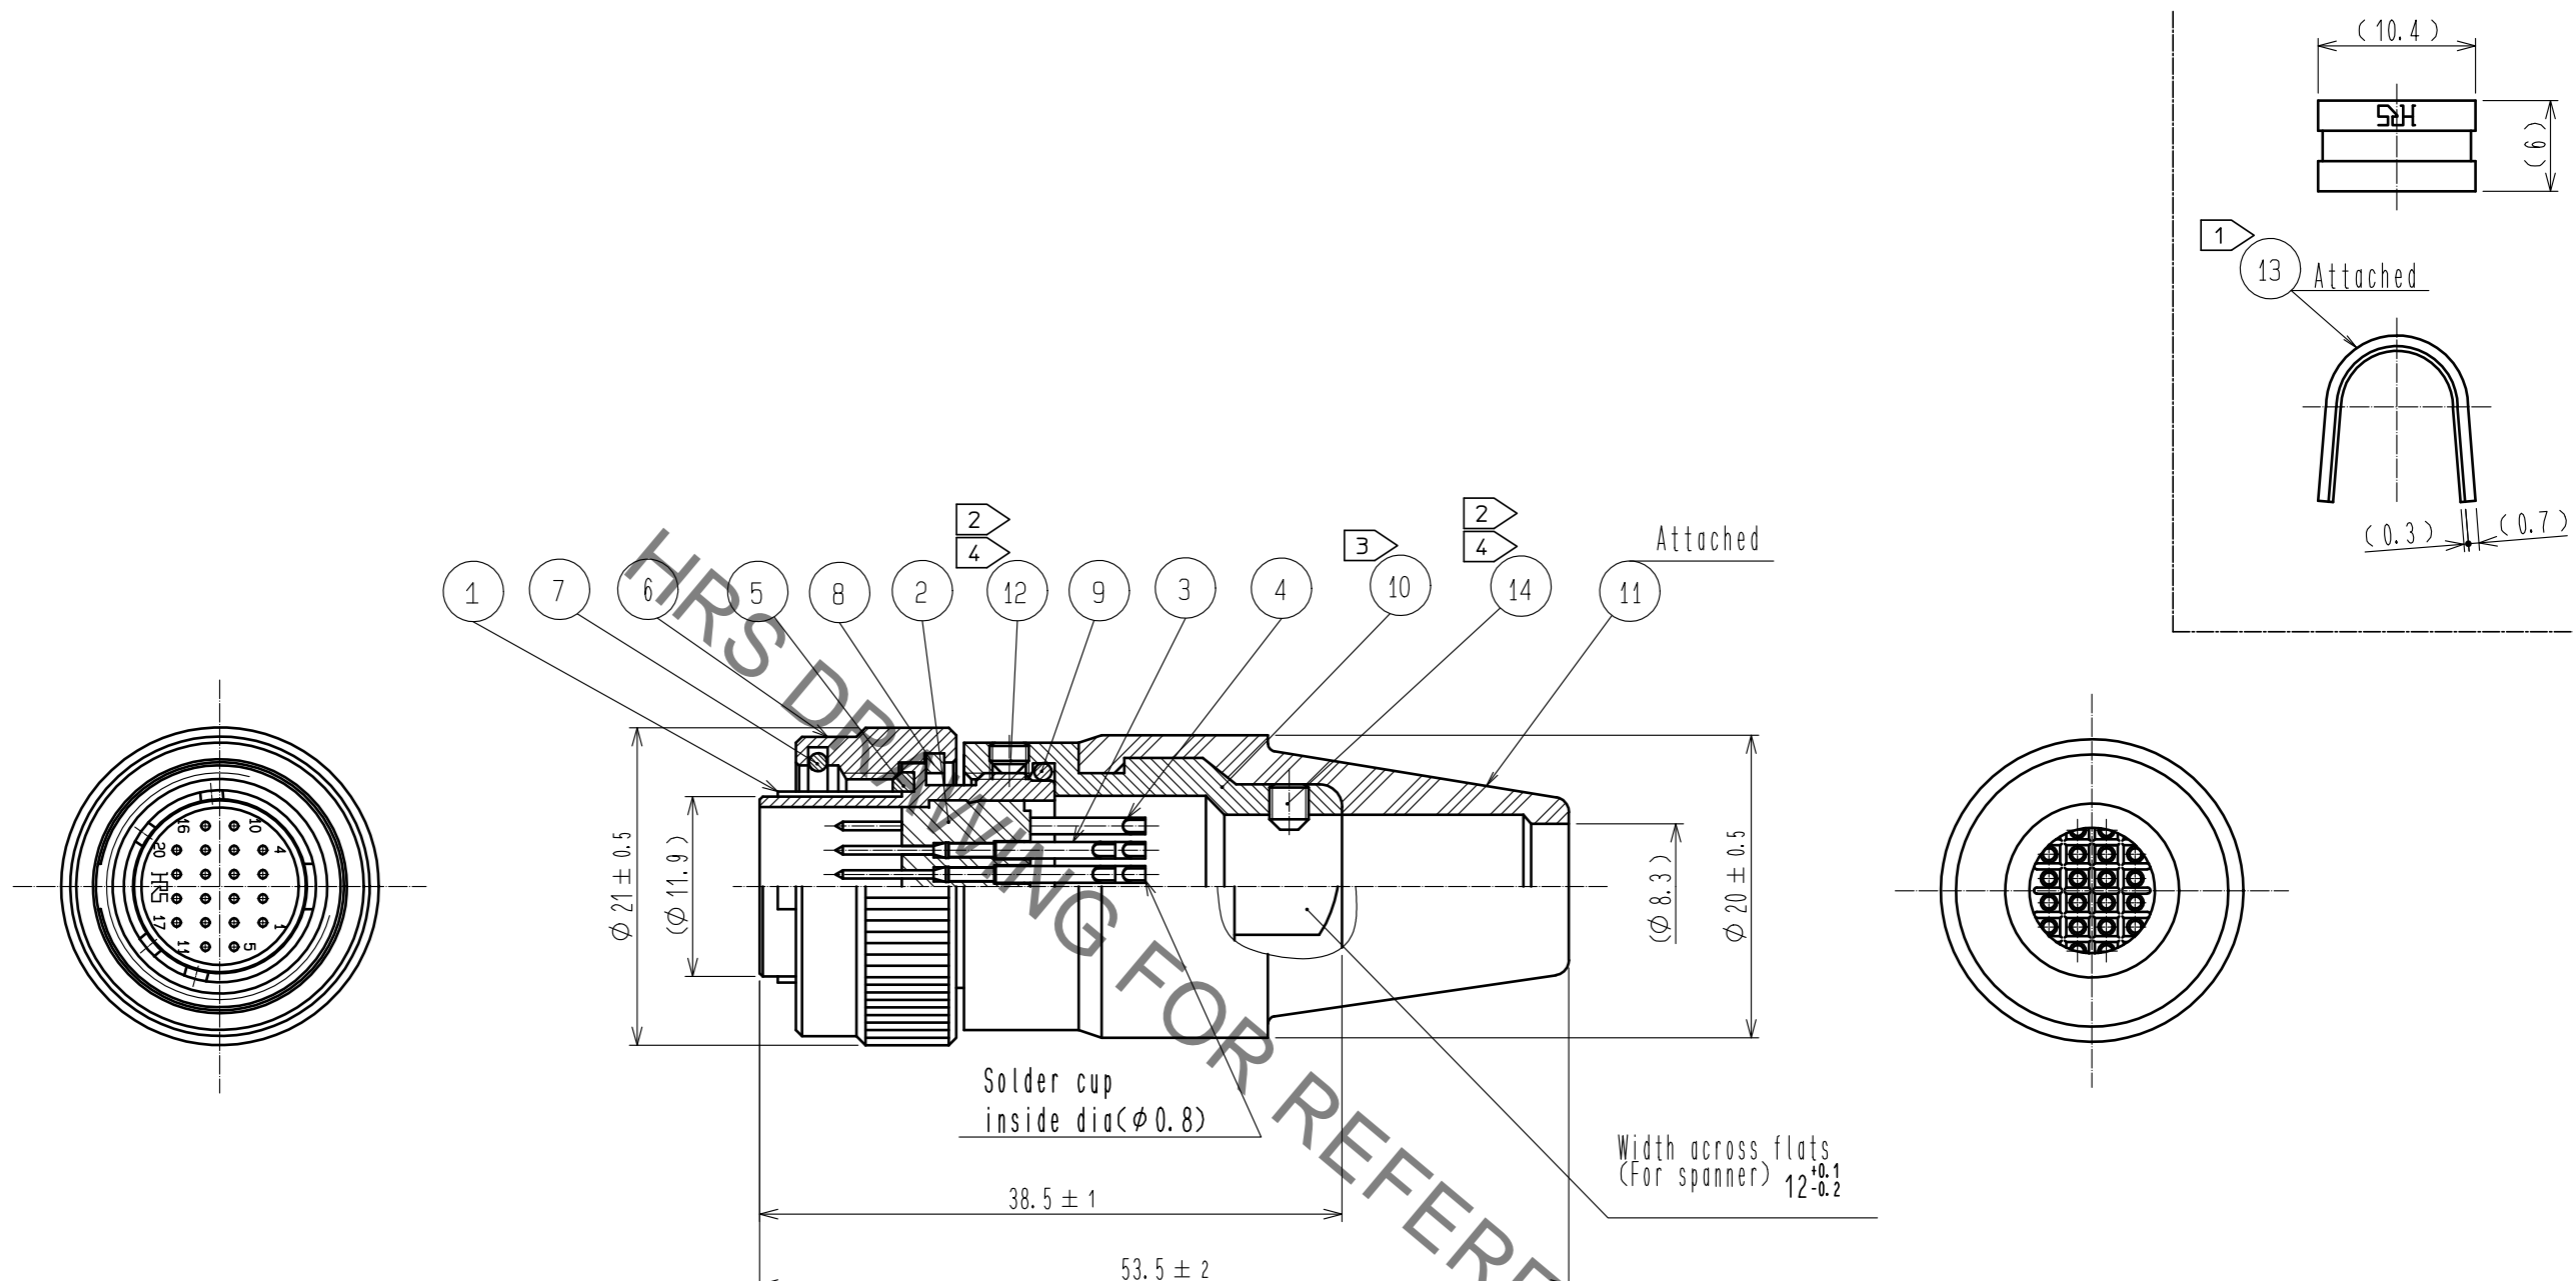 (10.4)
HRS
(6)
1
13
Attached
(0.3)
(0.7)
2
4
3
2
4
Attached
1
7
6
5
8
2
12
9
3
4
10
14
11
HRS DRAWING FOR REFERE
16
10
20
4
HRS
17
1
11
5
φ21±0.5
(φ11.9)
(φ8.3)
φ20±0.5
Solder cup
inside dia(φ0.8)
Width across flats
(For spanner) 12 +0.1 -0.2
38.5±1
53.5±2